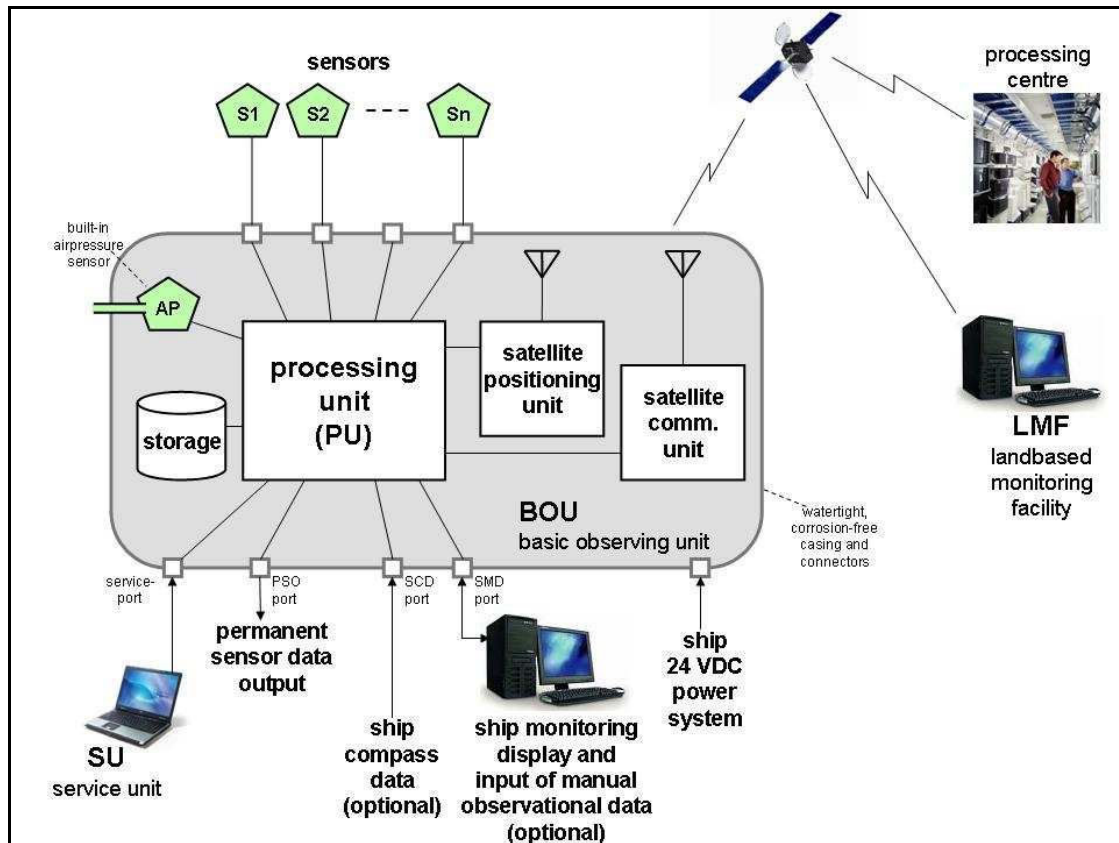 sensors
S1
S2
Sn
processing
centre
built-in
airpressure
sensor
AP
processing
unit
(PU)
satellite
positioning
unit
satellite
comm.
unit
storage
LMF
landbased
monitoring
facility
BOU
basic observing unit
watertight,
corrosion-free
casing and
connectors
service-
port
PSO
port
SCD
port
SMD
port
permanent
sensor data
output
ship
24 VDC
power
system
SU
service unit
ship
compass
data
(optional)
ship monitoring
display and
input of manual
observational data
(optional)